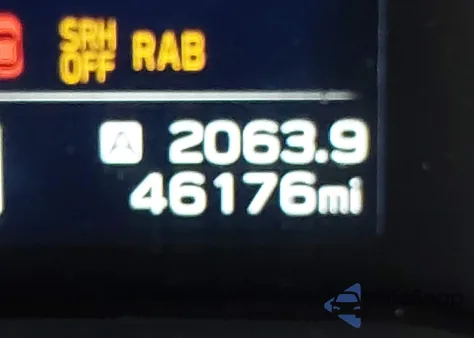 SRH
OFF RAB
A 2063.9
46176mi